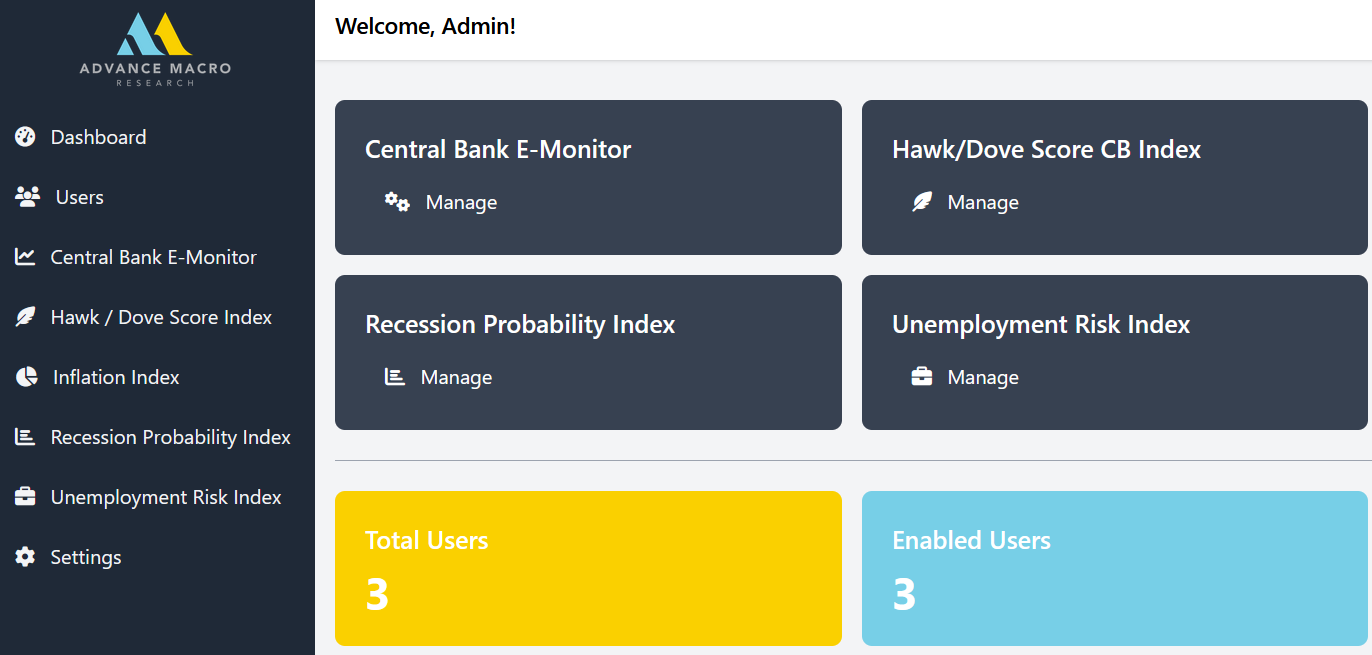 ADVANCE MACRO
RESEARCH
Dashboard
Users
Central Bank E-Monitor
Hawk / Dove Score Index
Inflation Index
Recession Probability Index
Unemployment Risk Index
Settings
Welcome, Admin!
Central Bank E-Monitor
Manage
Hawk/Dove Score CB Index
Manage
Recession Probability Index
Manage
Unemployment Risk Index
Manage
Total Users
3
Enabled Users
3